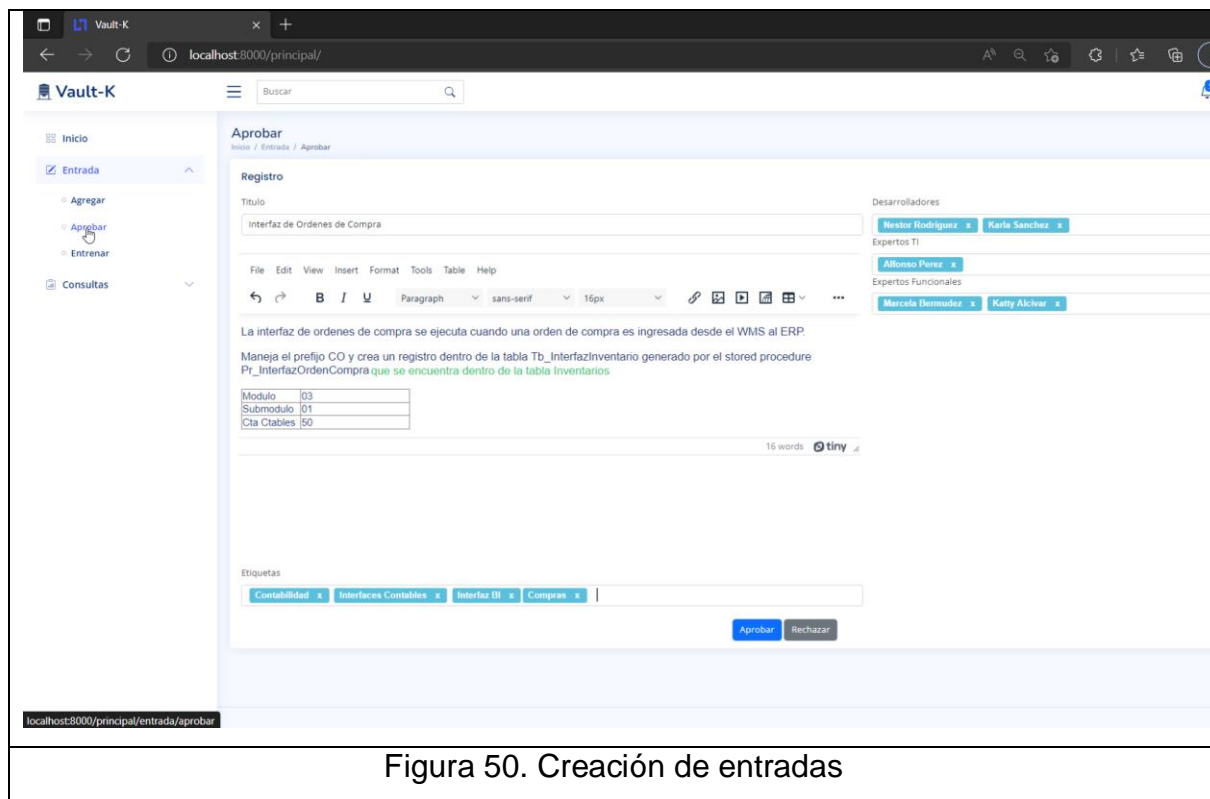 Vault-K
localhost:8000/principal/
Vault-K
Buscar
Inicio
Entrada
Agregar
Aprobar
Entrenar
Consultas
Aprobar
Inicio / Entrada / Aprobar
Registro
Titulo
Interfaz de Ordenes de Compra
File Edit View Insert Format Tools Table Help
B I U Paragraph sans-serif 16px
La interfaz de ordenes de compra se ejecuta cuando una orden de compra es ingresada desde el WMS al ERP.
Maneja el prefijo CO y crea un registro dentro de la tabla Tb_InterfazInventario generado por el stored procedure
Pr_InterfazOrdenCompra que se encuentra dentro de la tabla Inventarios
Modulo 03
Submodulo 01
Cta Ctables 50
16 words tiny
Etiquetas
Contabilidad x Interfaces Contables x Interfaz BI x Compras x
Aprobar Rechazar
Desarrolladores
Nestor Rodriguez x Karla Sanchez x
Expertos TI
Alfonso Perez x
Expertos Funcionales
Marcela Bermudez x Katty Alcivar x
localhost:8000/principal/entrada/aprobar
Figura 50. Creación de entradas